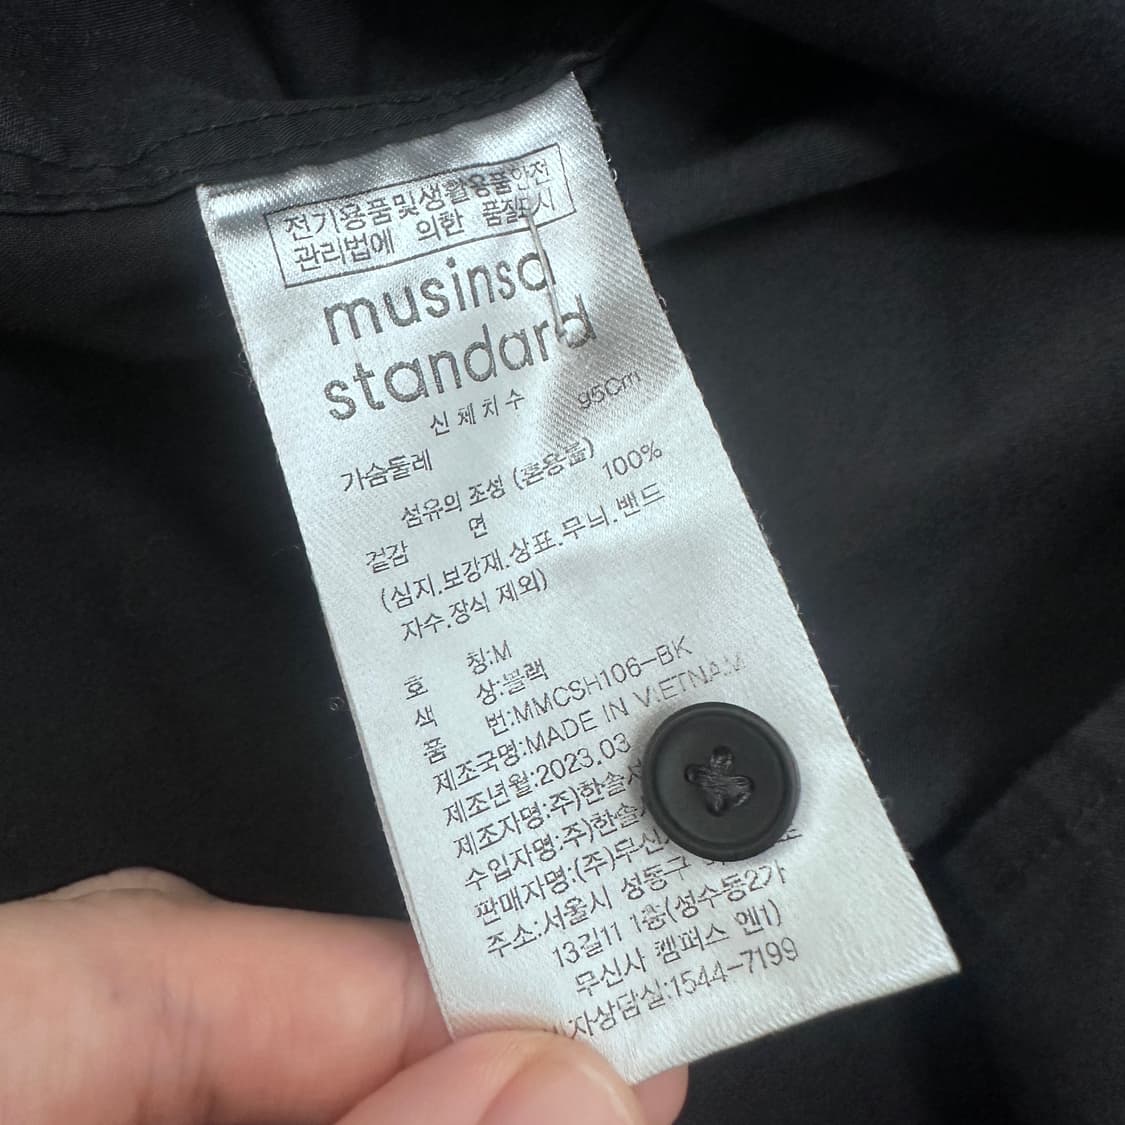 전기용품및생활용품안전
관리법에 의한 품질표시
musinsa
standard
신체치수
가슴둘레 95Cm
섬유의 조성 (혼용률)
겉감 면 100%
(심지.보강재.상표.무늬.밴드
자수.장식 제외)
호 칭:M
색 상:블랙
품 번:MMCSH106-BK
제조국명:MADE IN VIETNAM
제조년월:2023.03
제조자명:주)한솔
수입자명:주)한솔
판매자명:(주)무신
주소:서울시 성동구
13길11 1층(성수동2가
무신사 캠퍼스 엔1)
자상담실:1544-7199